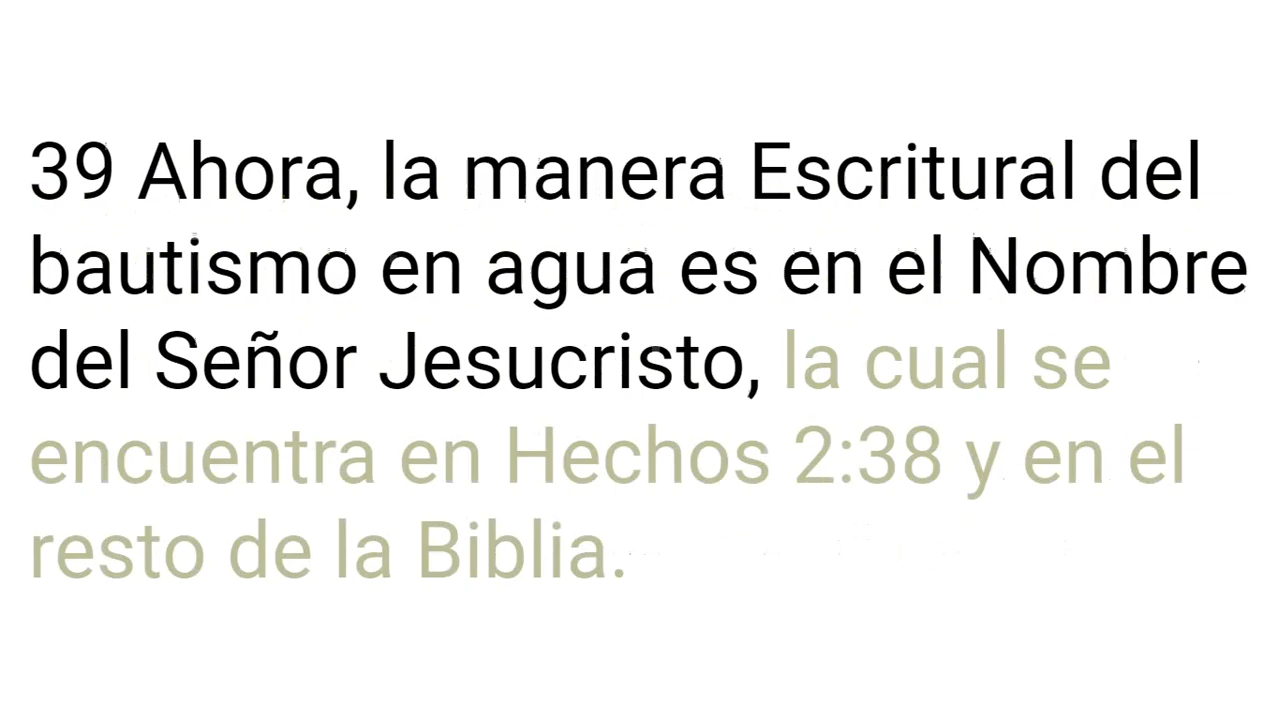 39 Ahora, la manera Escritural del
bautismo en agua es en el Nombre
del Señor Jesucristo, la cual se
encuentra en Hechos 2:38 y en el
resto de la Biblia.